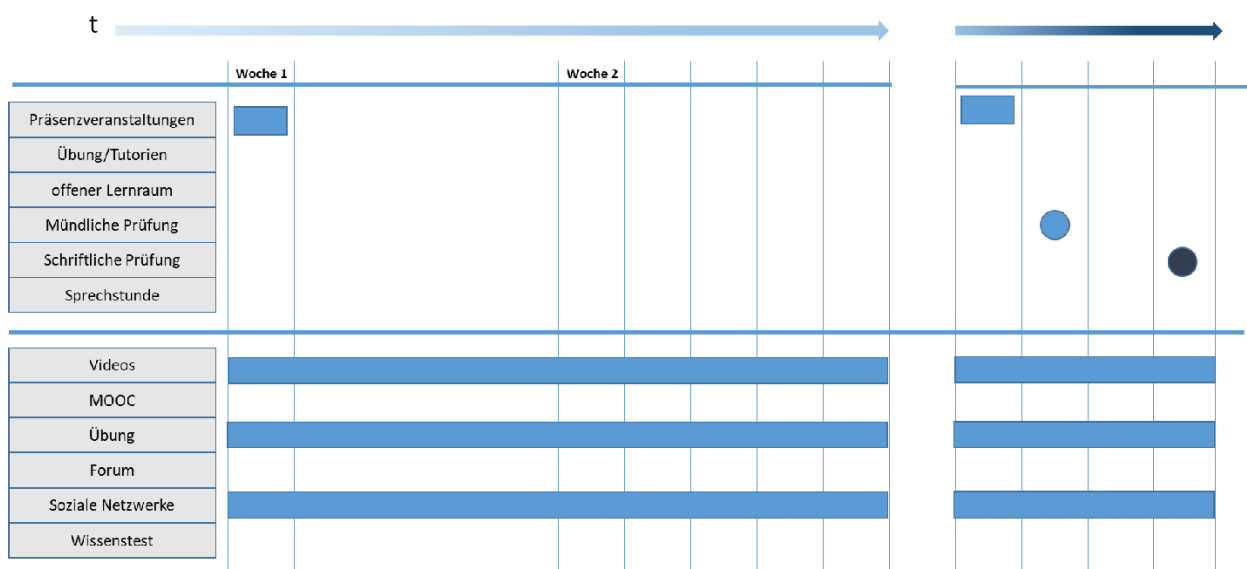 t
Woche 1
Woche 2
Präsenzveranstaltungen
Übung/Tutorien
offener Lernraum
Mündliche Prüfung
Schriftliche Prüfung
Sprechstunde
Videos
MOOC
Übung
Forum
Soziale Netzwerke
Wissenstest